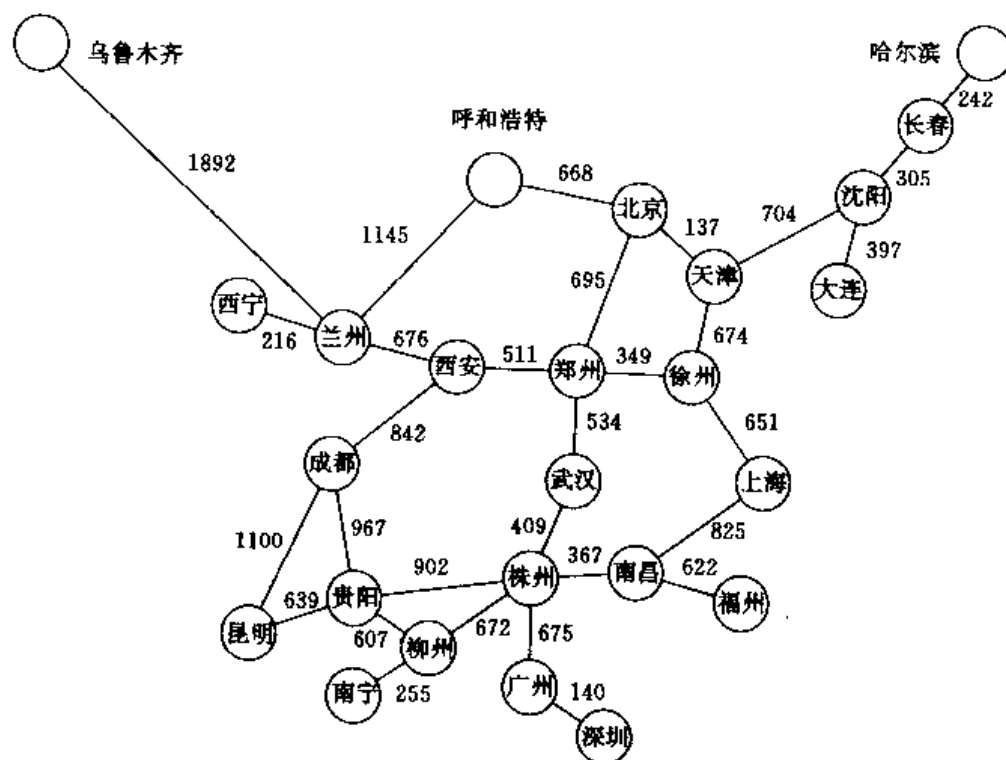 乌鲁木齐
哈尔滨
242
长春
呼和浩特
1892
668
305
沈阳
北京
704
137
1145
397
天津
695
大连
西宁
兰州
674
216
676
西安
511
郑州
349
徐州
534
651
842
成都
武汉
上海
409
825
1100
967
902
367
株州
南昌
622
639
贵阳
福州
昆明
607
672
675
柳州
南宁
255
广州
140
深圳